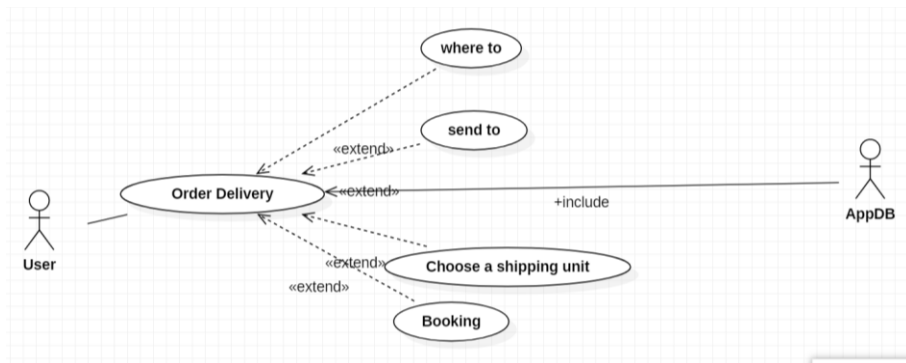 where to
send to
«extend»
Order Delivery
«extend»
+include
AppDB
User
«extend»
Choose a shipping unit
«extend»
Booking